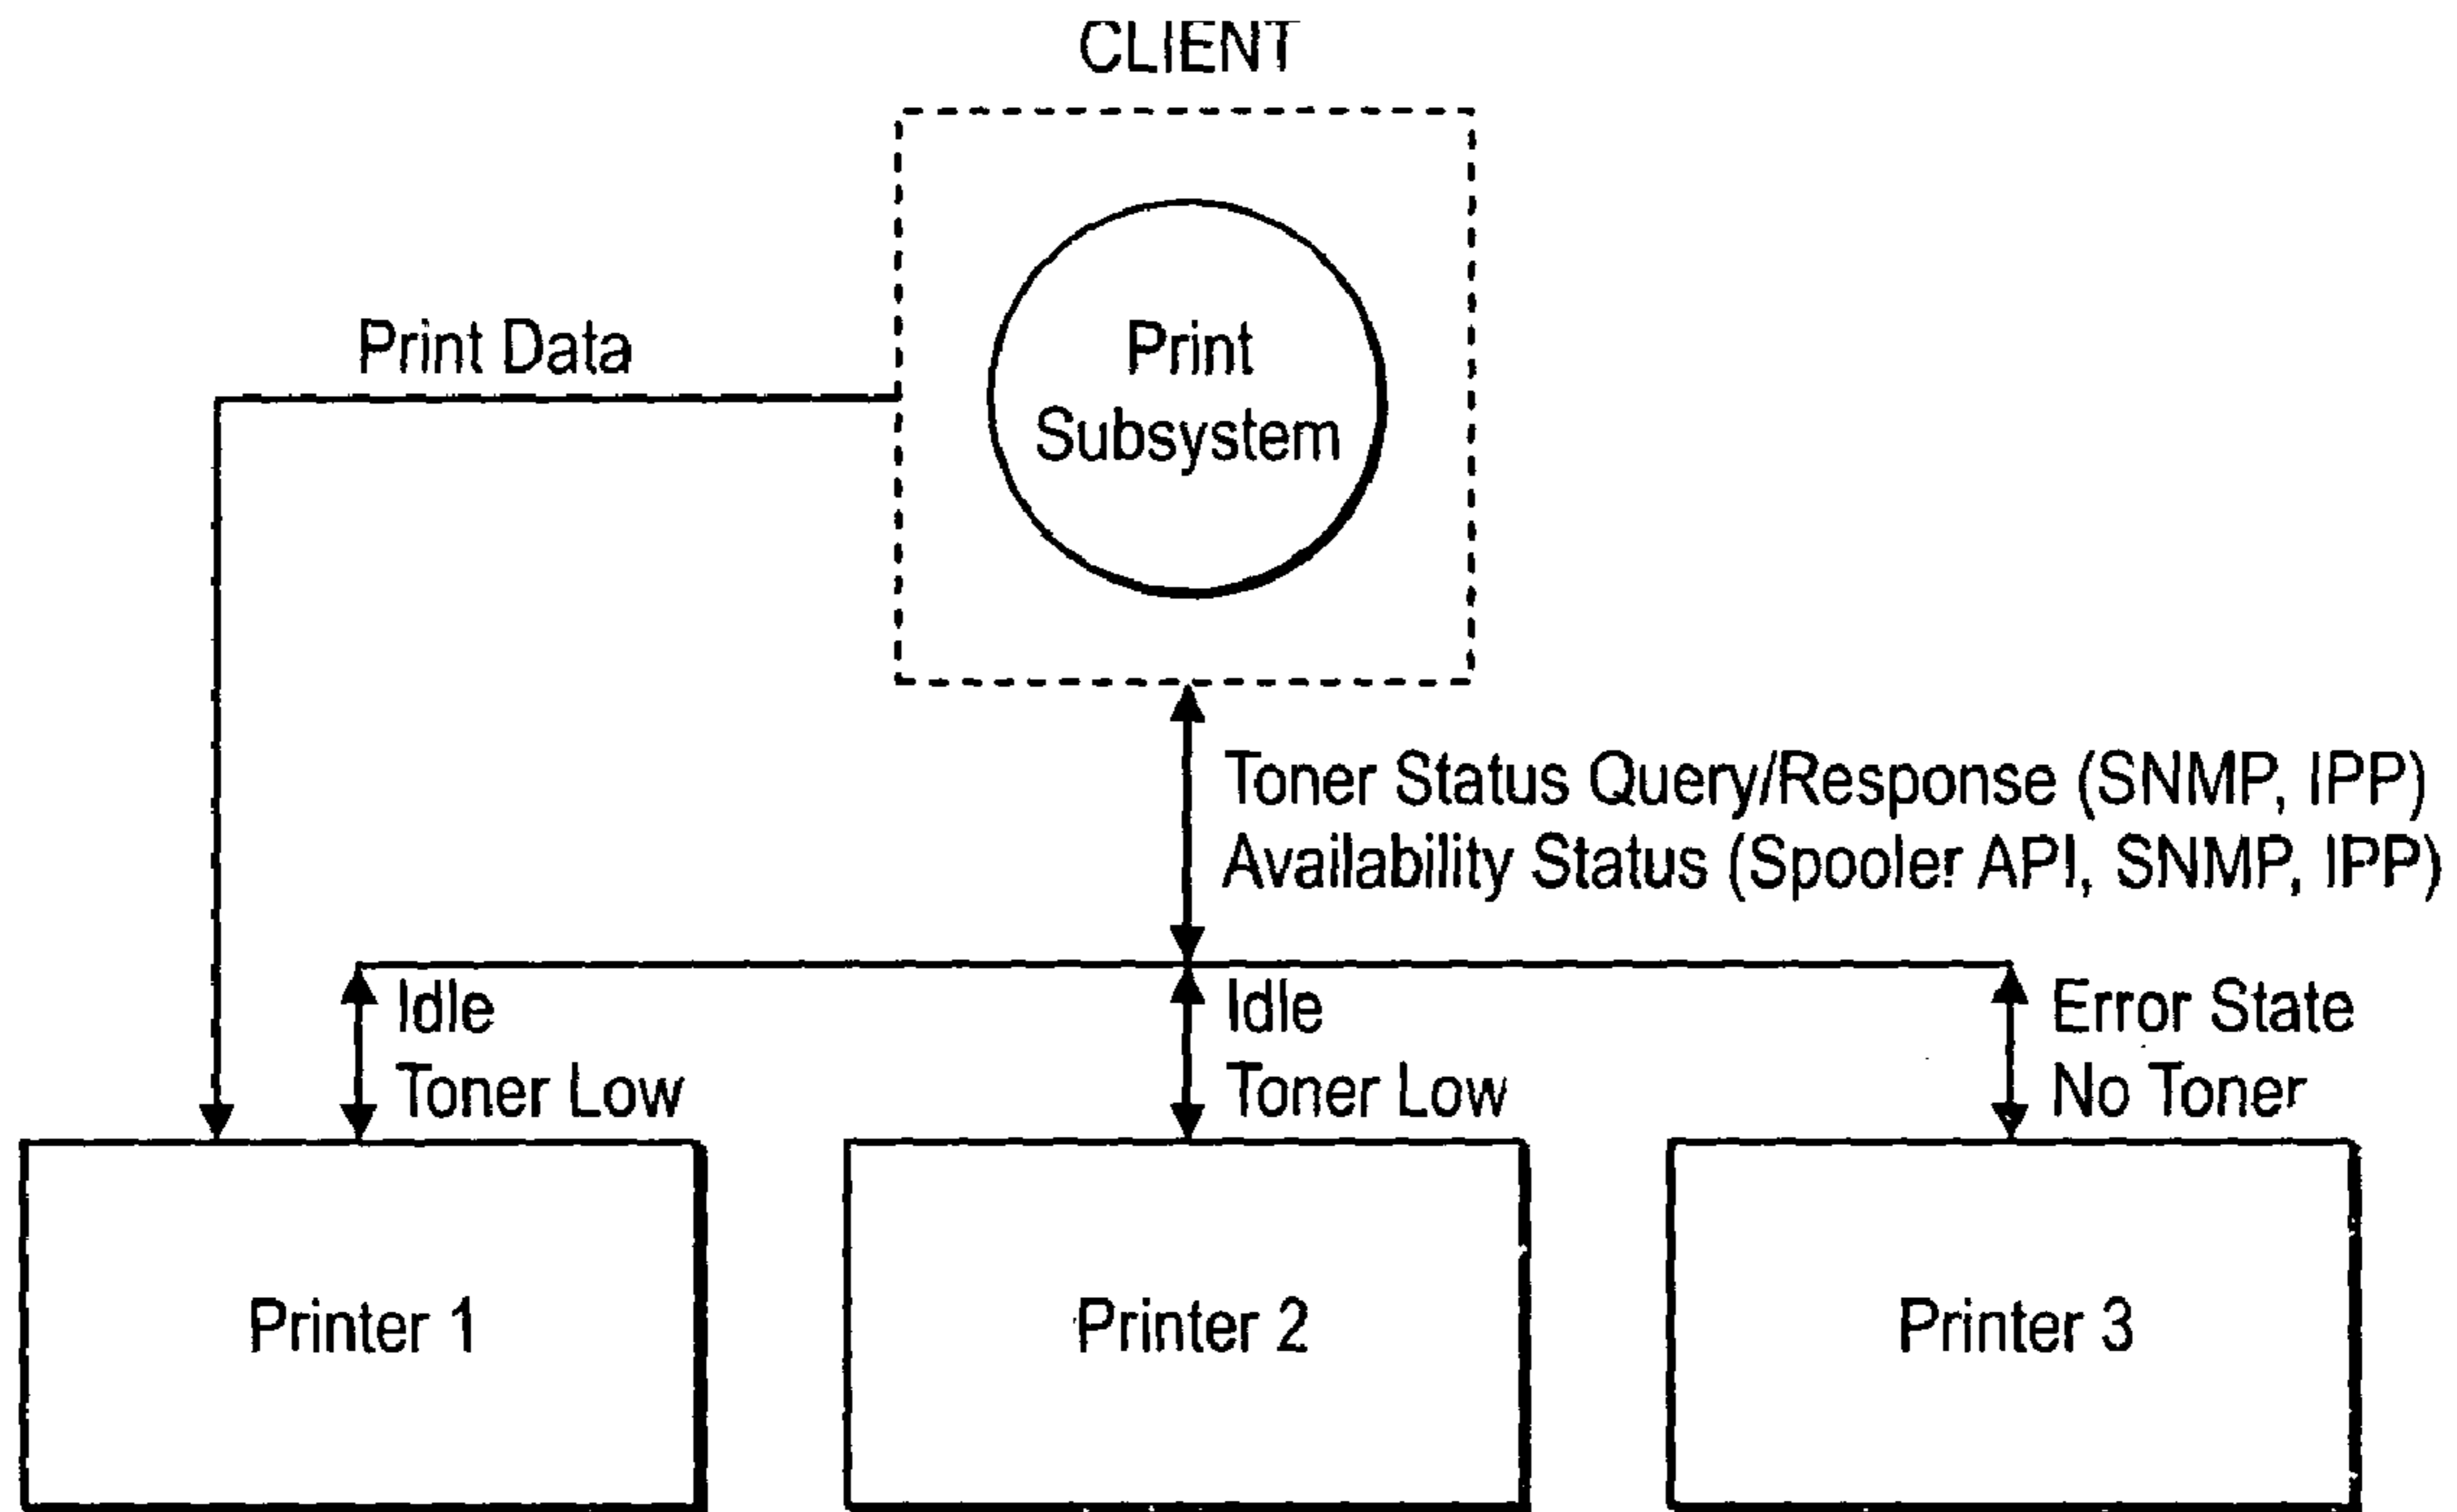 CLIENT
Print Data
Print
Subsystem
Toner Status Query/Response (SNMP, IPP)
Availability Status (Spooler API, SNMP, IPP)
Idle
Toner Low
Idle
Toner Low
Error State
No Toner
Printer 1
Printer 2
Printer 3